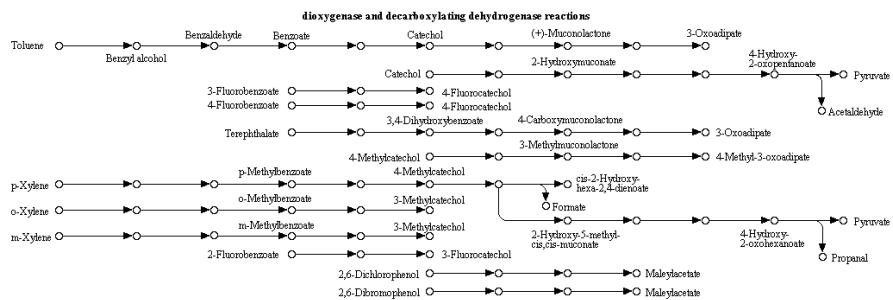 dioxygenase and decarboxylating dehydrogenase reactions
Toluene
Benzyl alcohol
Benzaldehyde
Benzoate
Catechol
(+)-Muconolactone
3-Oxoadipate
Catechol
2-Hydroxymuconate
4-Hydroxy-
2-oxopentanoate
Pyruvate
Acetaldehyde
3-Fluorobenzoate
4-Fluorocatechol
4-Fluorobenzoate
4-Fluorocatechol
Terephthalate
3,4-Dihydroxybenzoate
4-Carboxymuconolactone
3-Oxoadipate
4-Methylcatechol
3-Methylmuconolactone
4-Methyl-3-oxoadipate
p-Xylene
p-Methylbenzoate
4-Methylcatechol
cis-2-Hydroxy-
hexa-2,4-dienoate
Formate
o-Xylene
o-Methylbenzoate
3-Methylcatechol
2-Hydroxy-5-methyl-
cis,cis-muconate
4-Hydroxy-
2-oxohexanoate
Pyruvate
Propanal
m-Xylene
m-Methylbenzoate
3-Methylcatechol
2-Fluorobenzoate
3-Fluorocatechol
2,6-Dichlorophenol
Maleylacetate
2,6-Dibromophenol
Maleylacetate